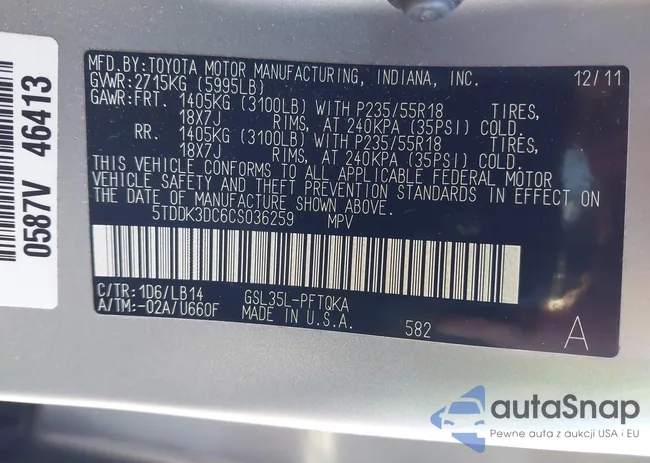 0587V 46413
MFD.BY:TOYOTA MOTOR MANUFACTURING, INDIANA, INC. 12/11
GVWR:2715KG (5995LB)
GAWR:FRT. 1405KG (3100LB) WITH P235/55R18 TIRES,
18X7J RIMS, AT 240KPA (35PSI) COLD.
RR. 1405KG (3100LB) WITH P235/55R18 TIRES,
18X7J RIMS, AT 240KPA (35PSI) COLD.
THIS VEHICLE CONFORMS TO ALL APPLICABLE FEDERAL MOTOR
VEHICLE SAFETY AND THEFT PREVENTION STANDARDS IN EFFECT ON
THE DATE OF MANUFACTURE SHOWN ABOVE.
5TDDK3DC6CS036259 MPV
C/TR:1D6/LB14 GSL35L-PFTQKA
A/TM:-02A/U660F MADE IN U.S.A. 582 A
autaSnap
Pewne auta z aukcji USA i EU